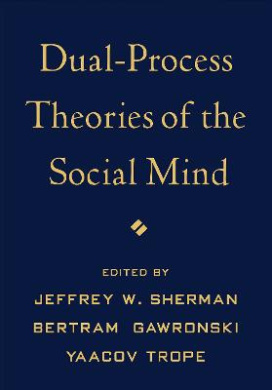 Dual-Process
Theories of the
Social Mind
EDITED BY
JEFFREY W. SHERMAN
BERTRAM GAWRONSKI
YAACOV TROPE